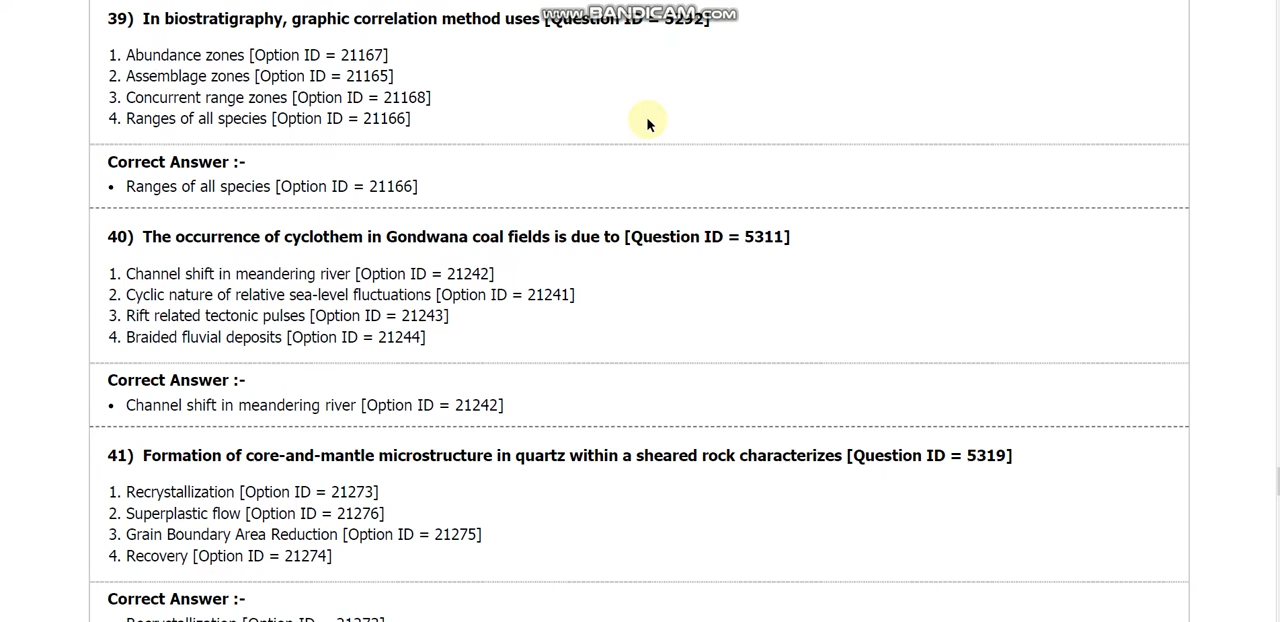 www.BANDICAM.com
39) In biostratigraphy, graphic correlation method uses [Question ID = 5292]
1. Abundance zones [Option ID = 21167]
2. Assemblage zones [Option ID = 21165]
3. Concurrent range zones [Option ID = 21168]
4. Ranges of all species [Option ID = 21166]
Correct Answer :-
• Ranges of all species [Option ID = 21166]
40) The occurrence of cyclothem in Gondwana coal fields is due to [Question ID = 5311]
1. Channel shift in meandering river [Option ID = 21242]
2. Cyclic nature of relative sea-level fluctuations [Option ID = 21241]
3. Rift related tectonic pulses [Option ID = 21243]
4. Braided fluvial deposits [Option ID = 21244]
Correct Answer :-
• Channel shift in meandering river [Option ID = 21242]
41) Formation of core-and-mantle microstructure in quartz within a sheared rock characterizes [Question ID = 5319]
1. Recrystallization [Option ID = 21273]
2. Superplastic flow [Option ID = 21276]
3. Grain Boundary Area Reduction [Option ID = 21275]
4. Recovery [Option ID = 21274]
Correct Answer :-
Recrystallization [Option ID = 21273]